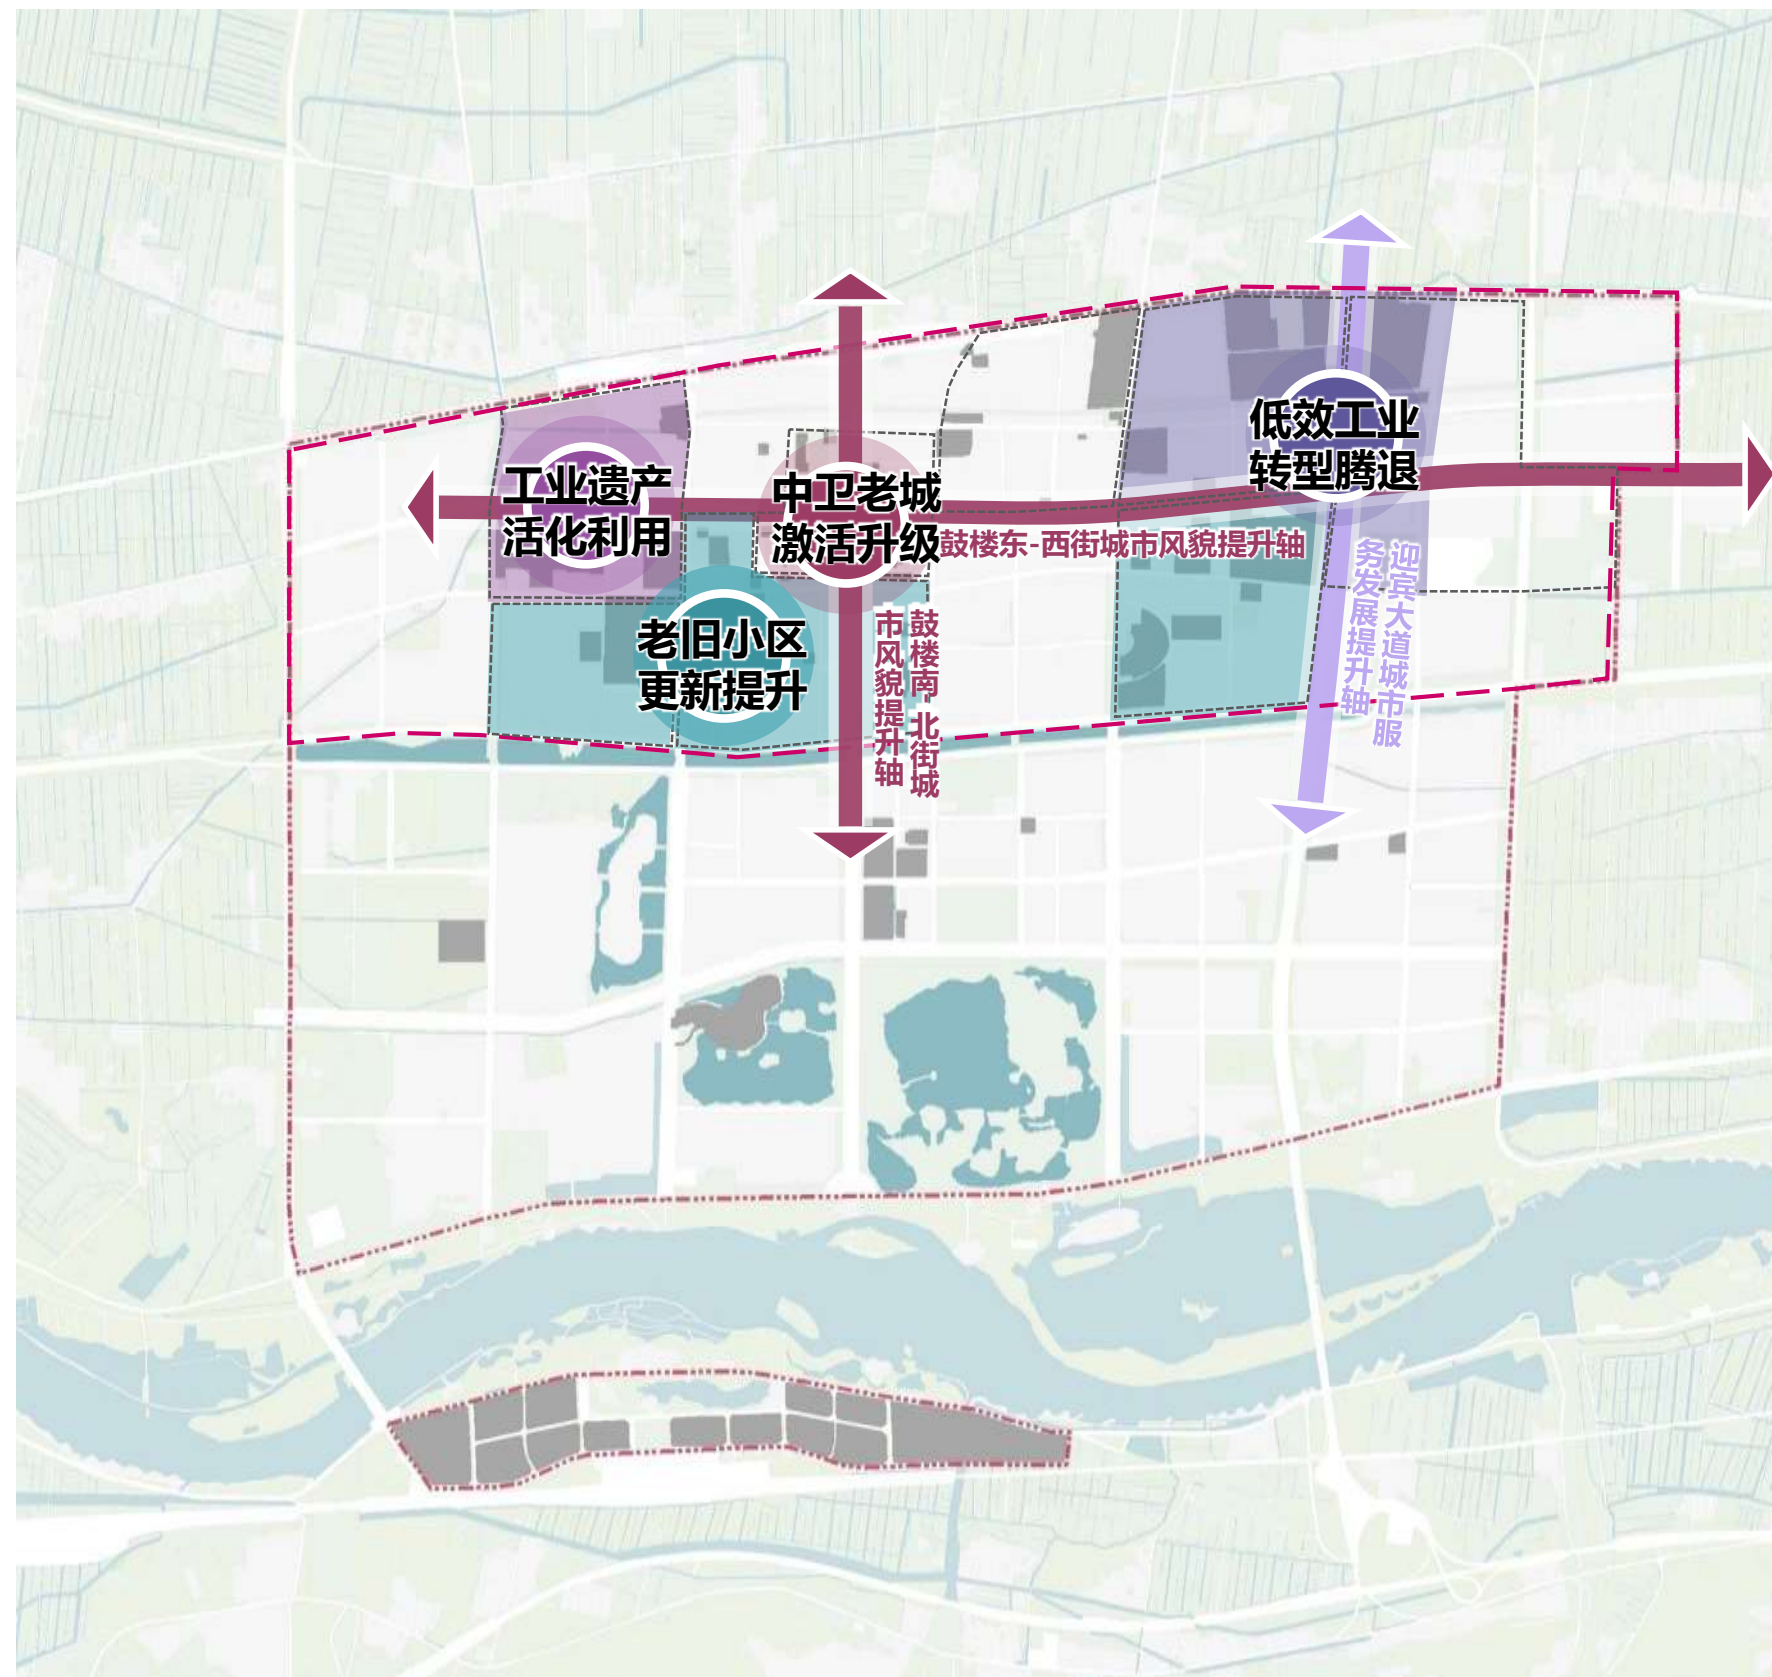 低效工业
转型腾退
工业遗产
活化利用
中卫老城
激活升级
鼓楼东-西街城市风貌提升轴
老旧小区
更新提升
鼓楼南-北街城
市风貌提升轴
迎宾大道城市服
务发展提升轴